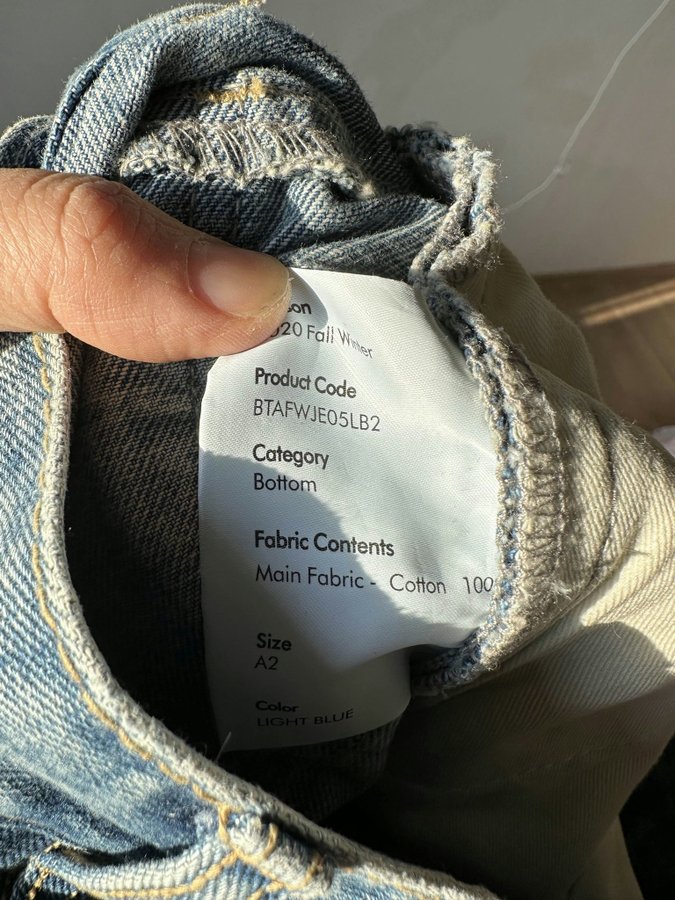 20 Fall Winter
Product Code
BTAFWJE05LB2
Category
Bottom
Fabric Contents
Main Fabric - Cotton 100
Size
A2
Color
LIGHT BLUE